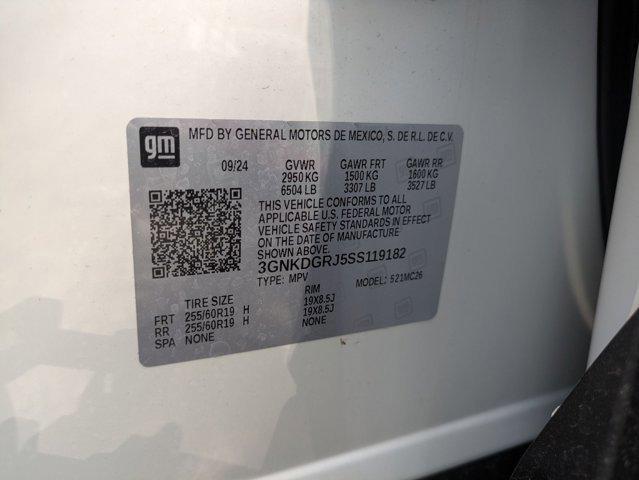 gm
MFD BY GENERAL MOTORS DE MEXICO, S. DE R.L. DE C.V.
09/24 GVWR GAWR FRT GAWR RR
2950 KG 1500 KG 1600 KG
6504 LB 3307 LB 3527 LB
THIS VEHICLE CONFORMS TO ALL
APPLICABLE U.S. FEDERAL MOTOR
VEHICLE SAFETY STANDARDS IN EFFECT
ON THE DATE OF MANUFACTURE
SHOWN ABOVE.
3GNKDGRJ5SS119182
TYPE: MPV MODEL: 521MC26
TIRE SIZE RIM
FRT 255/60R19 H 19X8.5J
RR 255/60R19 H 19X8.5J
SPA NONE NONE